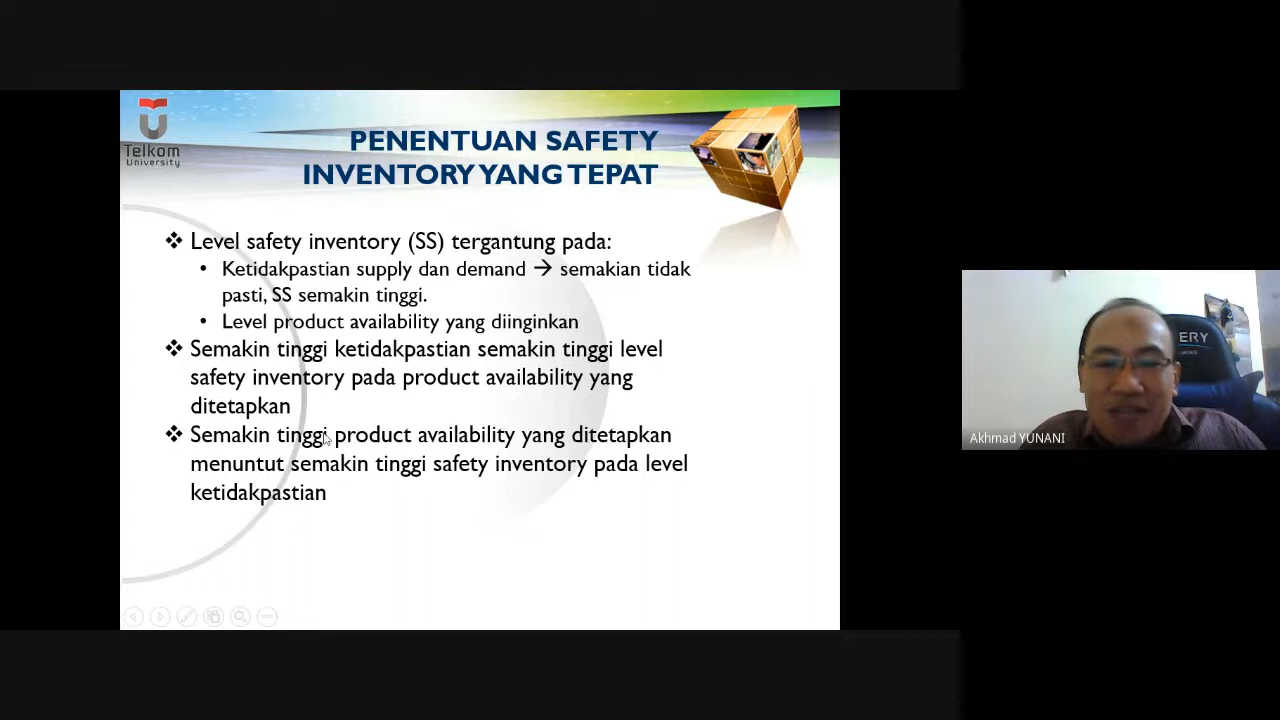 Telkom
University
PENENTUAN SAFETY
INVENTORY YANG TEPAT
Level safety inventory (SS) tergantung pada:
Ketidakpastian supply dan demand → semakian tidak
pasti, SS semakin tinggi.
Level product availability yang diinginkan
Semakin tinggi ketidakpastian semakin tinggi level
safety inventory pada product availability yang
ditetapkan
Semakin tinggi product availability yang ditetapkan
menuntut semakin tinggi safety inventory pada level
ketidakpastian
ERY
Akhmad YUNANI